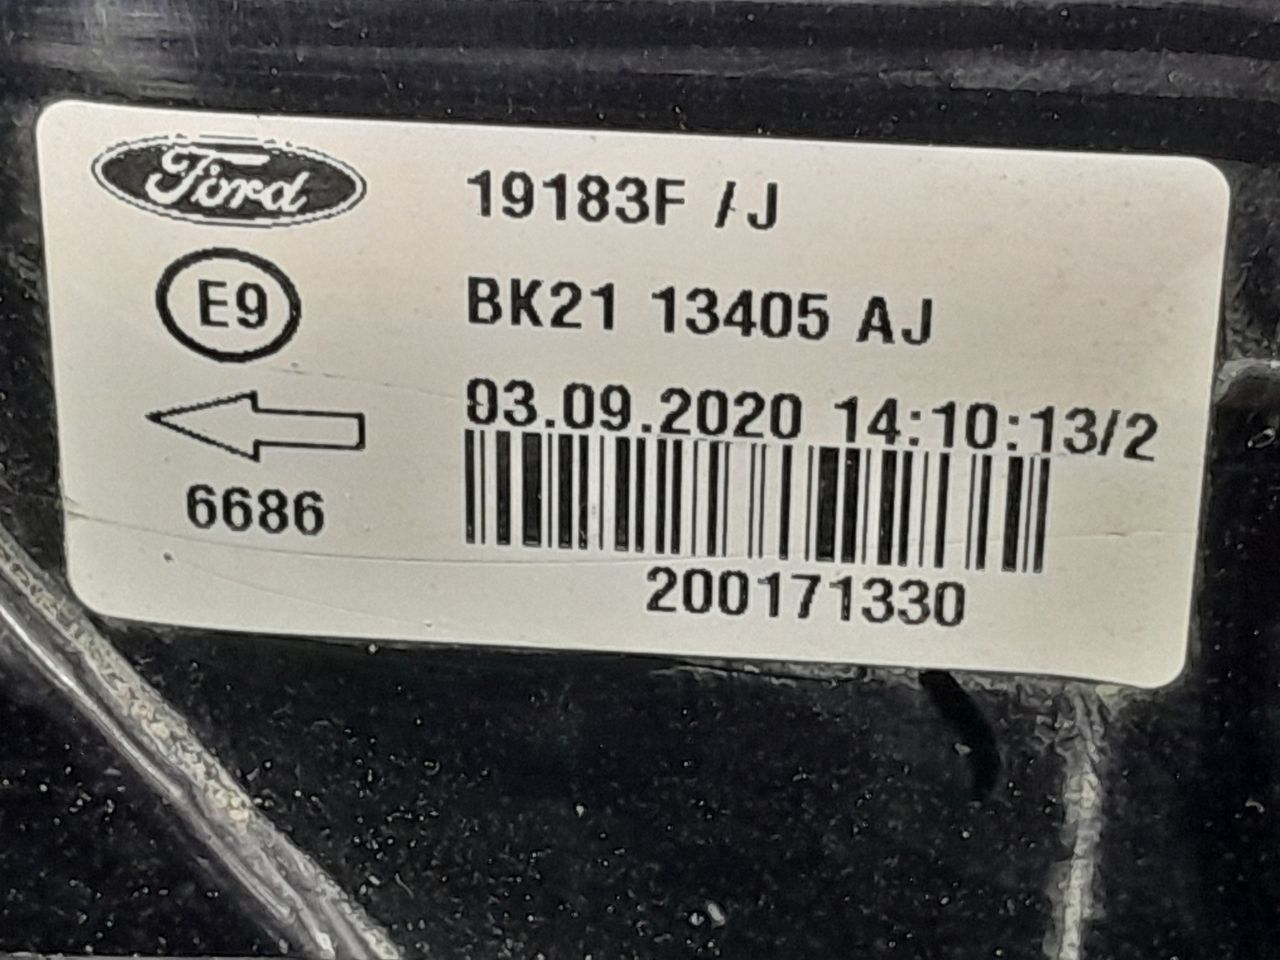 Ford
19183F /J
E9
BK21 13405 AJ
03.09.2020 14:10:13/2
6686
200171330